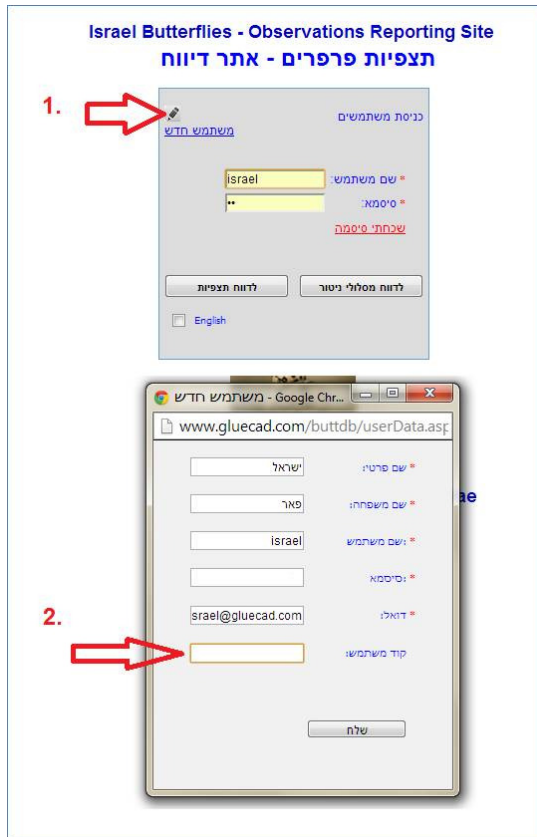 Israel Butterflies - Observations Reporting Site
תצפיות פרפרים - אתר דיווח
1.
כניסת משתמשים
משתמש חדש
* שם משתמש: israel
* סיסמא: ••
שכחתי סיסמה
לדווח מסלולי ניטור לדווח תצפיות
English
משתמש חדש - Google Chr...
www.gluecad.com/buttdb/userData.asp
* שם פרטי: ישראל
ae
* שם משפחה: פאר
* :שם משתמש israel
* :סיסמא
2.
* דואל: srael@gluecad.com
קוד משתמש:
שלח